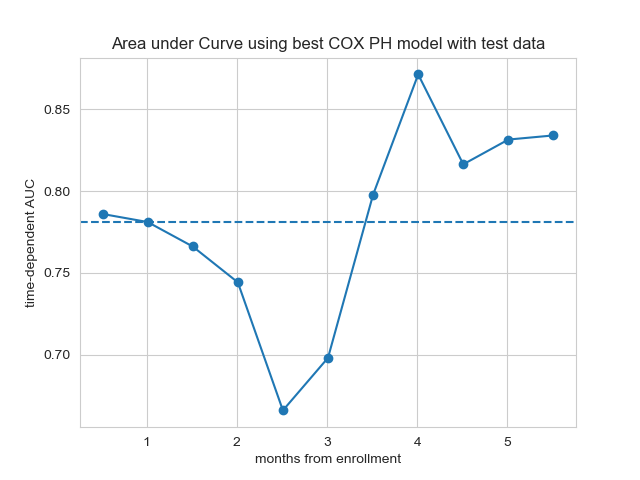 Area under Curve using best COX PH model with test data
time-dependent AUC
0.85
0.80
0.75
0.70
1 2 3 4 5
months from enrollment